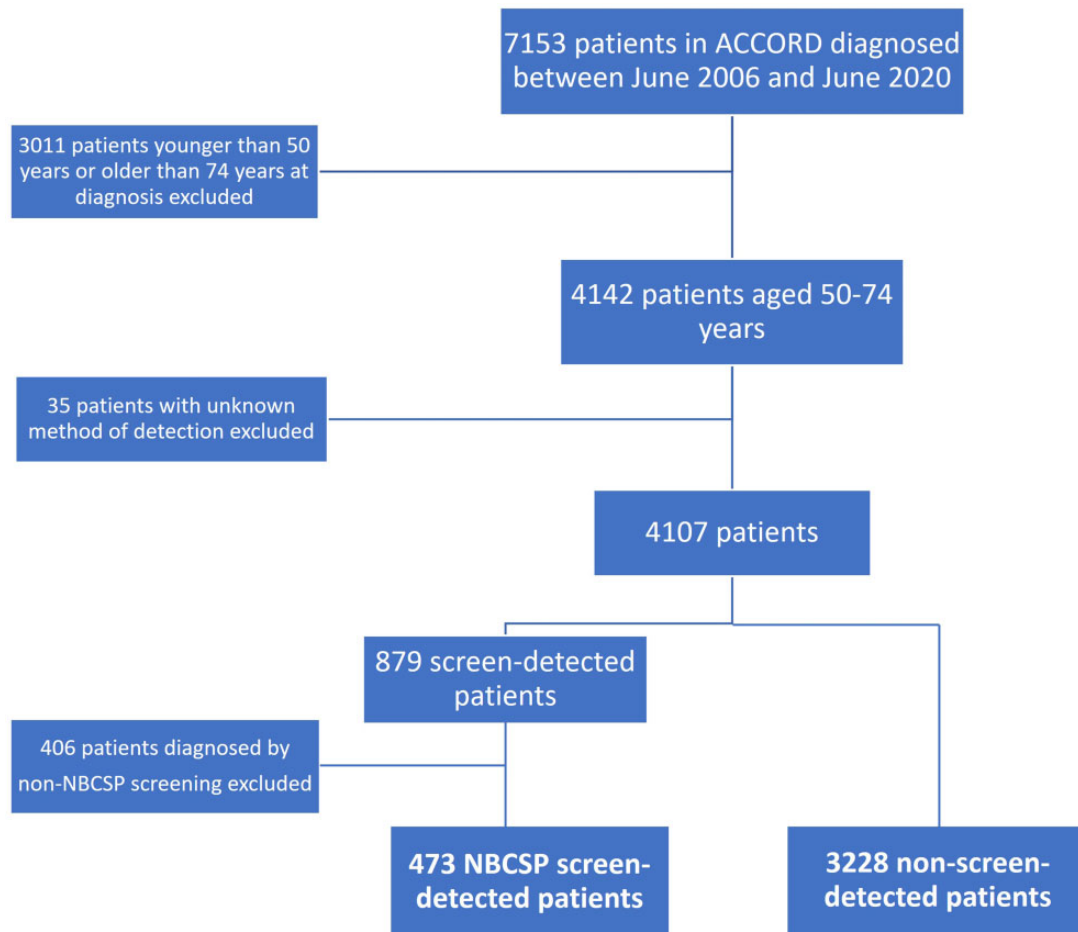 7153 patients in ACCORD diagnosed
between June 2006 and June 2020
3011 patients younger than 50
years or older than 74 years at
diagnosis excluded
4142 patients aged 50-74
years
35 patients with unknown
method of detection excluded
4107 patients
879 screen-detected
patients
406 patients diagnosed by
non-NBCSP screening excluded
473 NBCSP screen-
detected patients
3228 non-screen-
detected patients